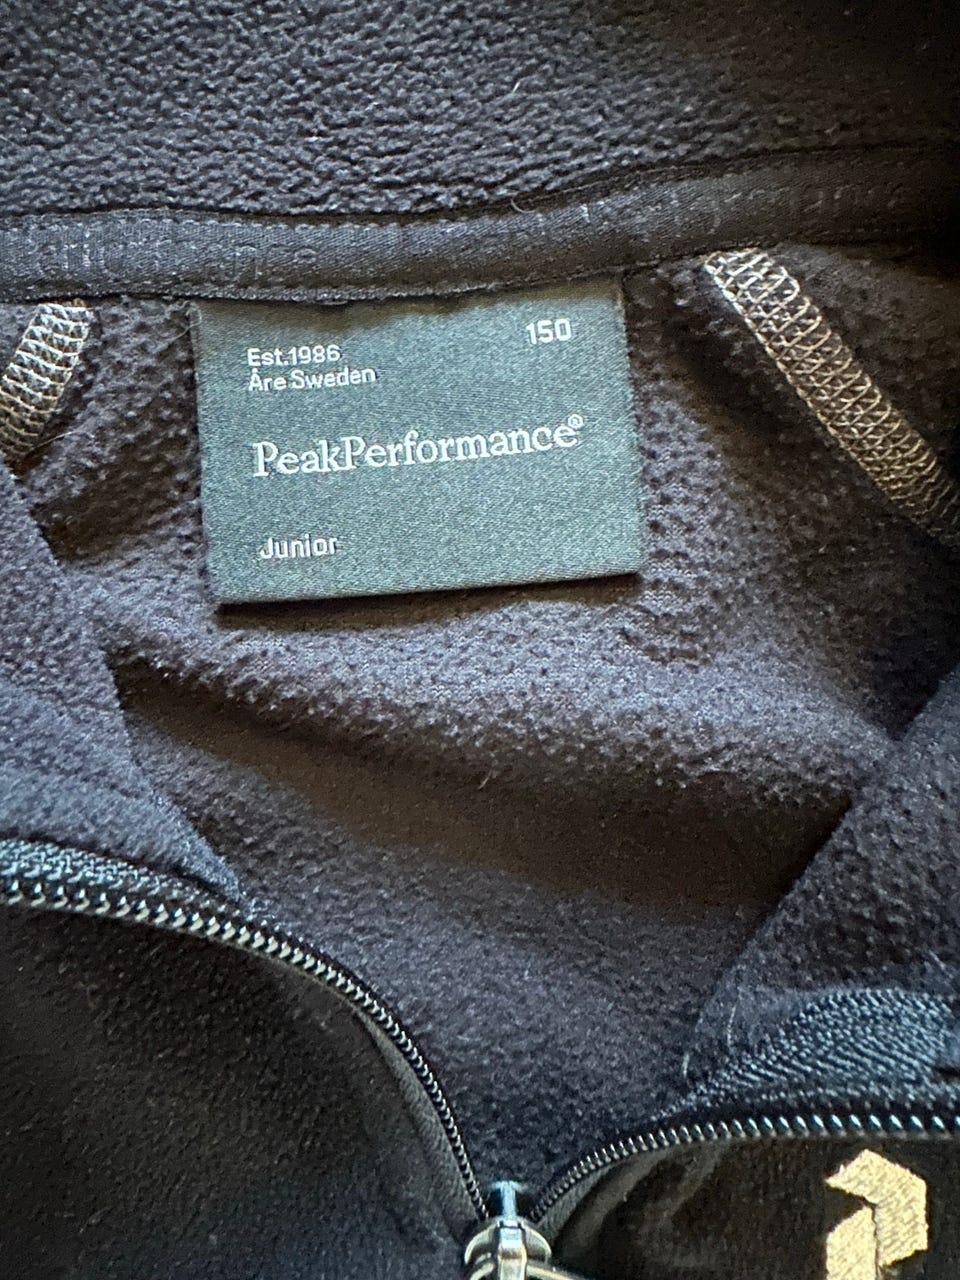 Est.1986
Åre Sweden
150
PeakPerformance®
Junior